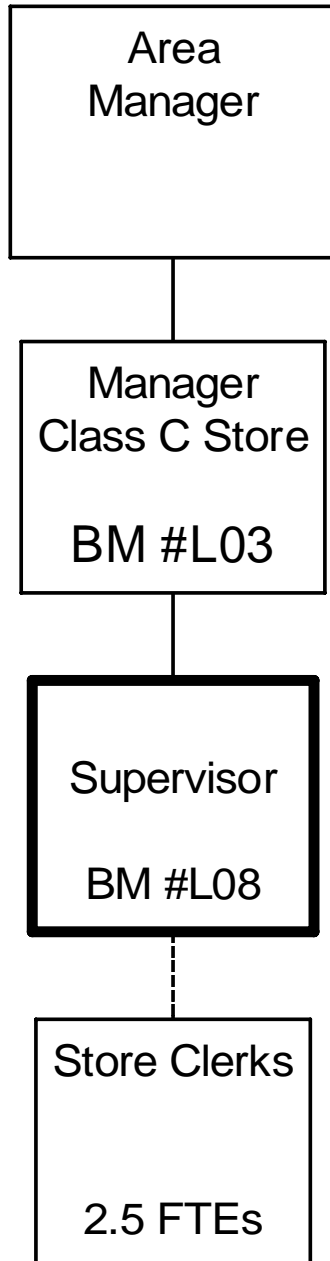 Area
Manager
Manager
Class C Store
BM #L03
Supervisor
BM #L08
Store Clerks
2.5 FTEs